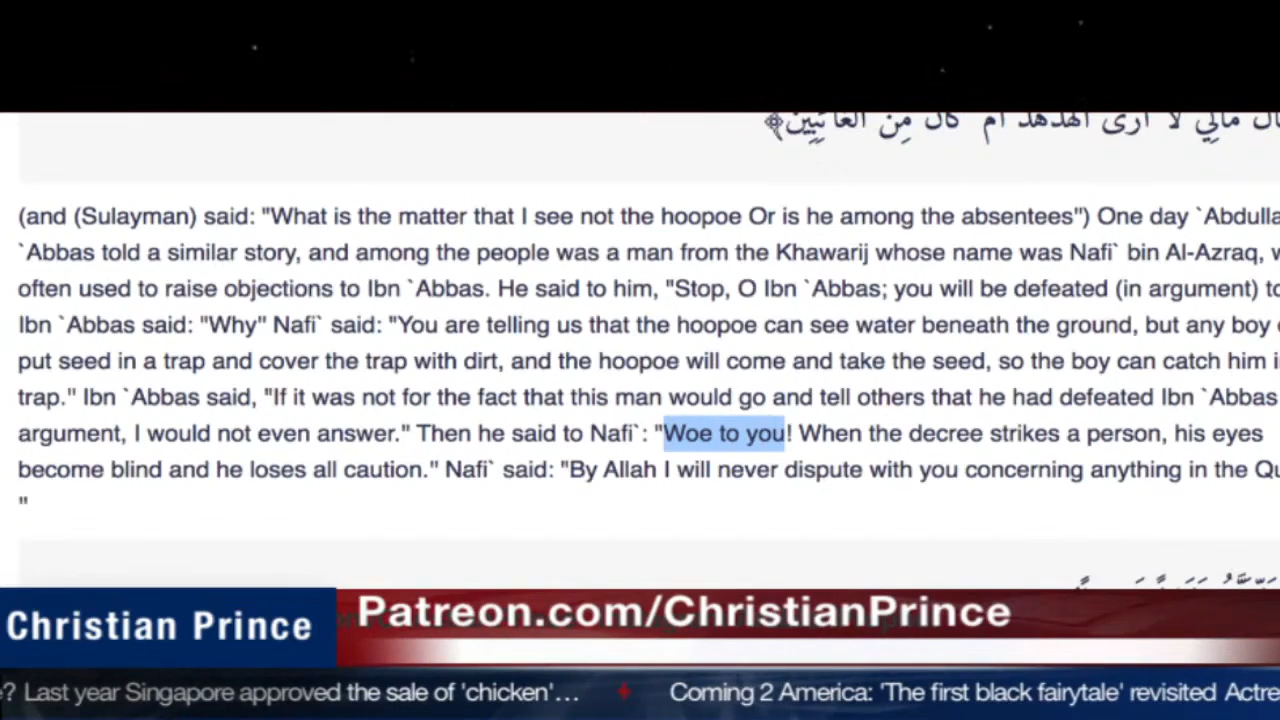 مالي لا أرى الهدهد أم كان من الغائبين
(and (Sulayman) said: "What is the matter that I see not the hoopoe Or is he among the absentees") One day `Abdulla
`Abbas told a similar story, and among the people was a man from the Khawarij whose name was Nafi` bin Al-Azraq, w
often used to raise objections to Ibn `Abbas. He said to him, "Stop, O Ibn `Abbas; you will be defeated (in argument) to
Ibn `Abbas said: "Why" Nafi` said: "You are telling us that the hoopoe can see water beneath the ground, but any boy
put seed in a trap and cover the trap with dirt, and the hoopoe will come and take the seed, so the boy can catch him i
trap." Ibn `Abbas said, "If it was not for the fact that this man would go and tell others that he had defeated Ibn `Abbas
argument, I would not even answer." Then he said to Nafi`: "Woe to you! When the decree strikes a person, his eyes
become blind and he loses all caution." Nafi` said: "By Allah I will never dispute with you concerning anything in the Qu
"
Christian Prince
Patreon.com/ChristianPrince
? Last year Singapore approved the sale of 'chicken'... Coming 2 America: 'The first black fairytale' revisited Actre